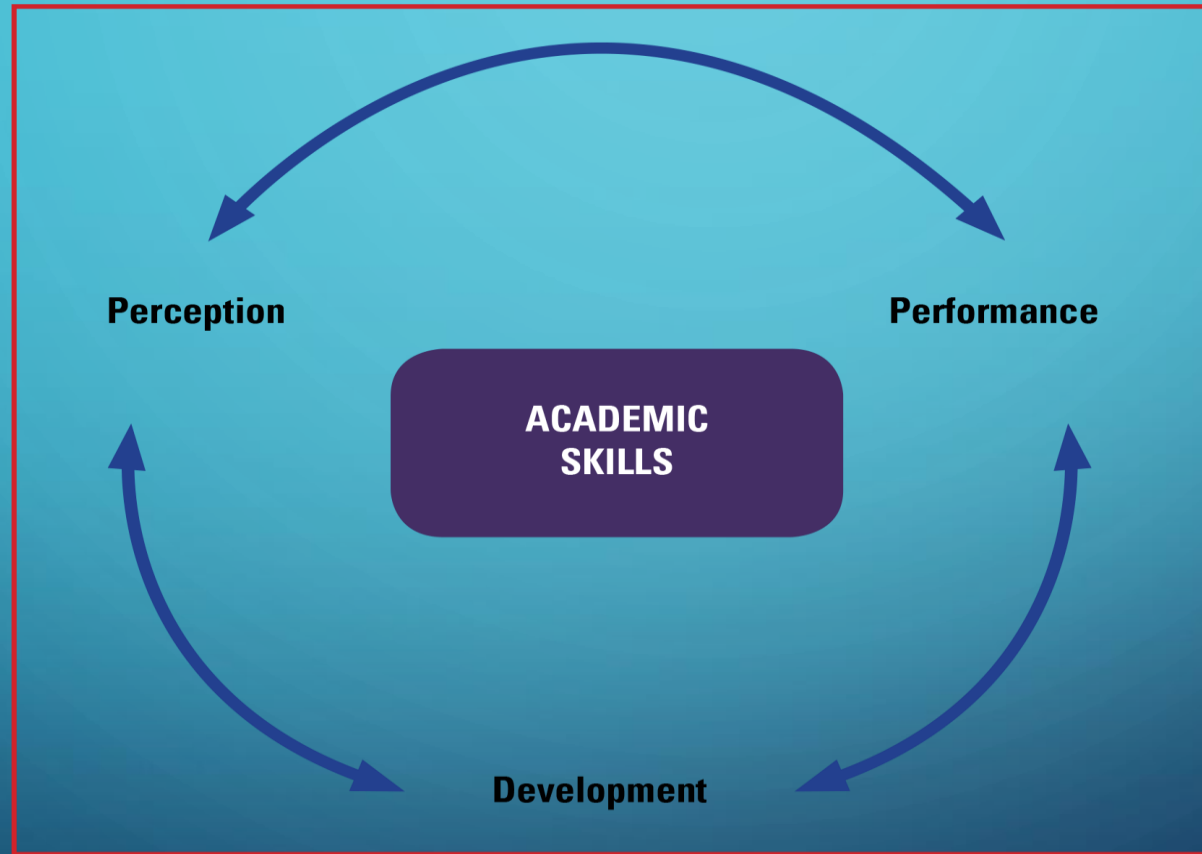 Perception
Performance
ACADEMIC
SKILLS
Development